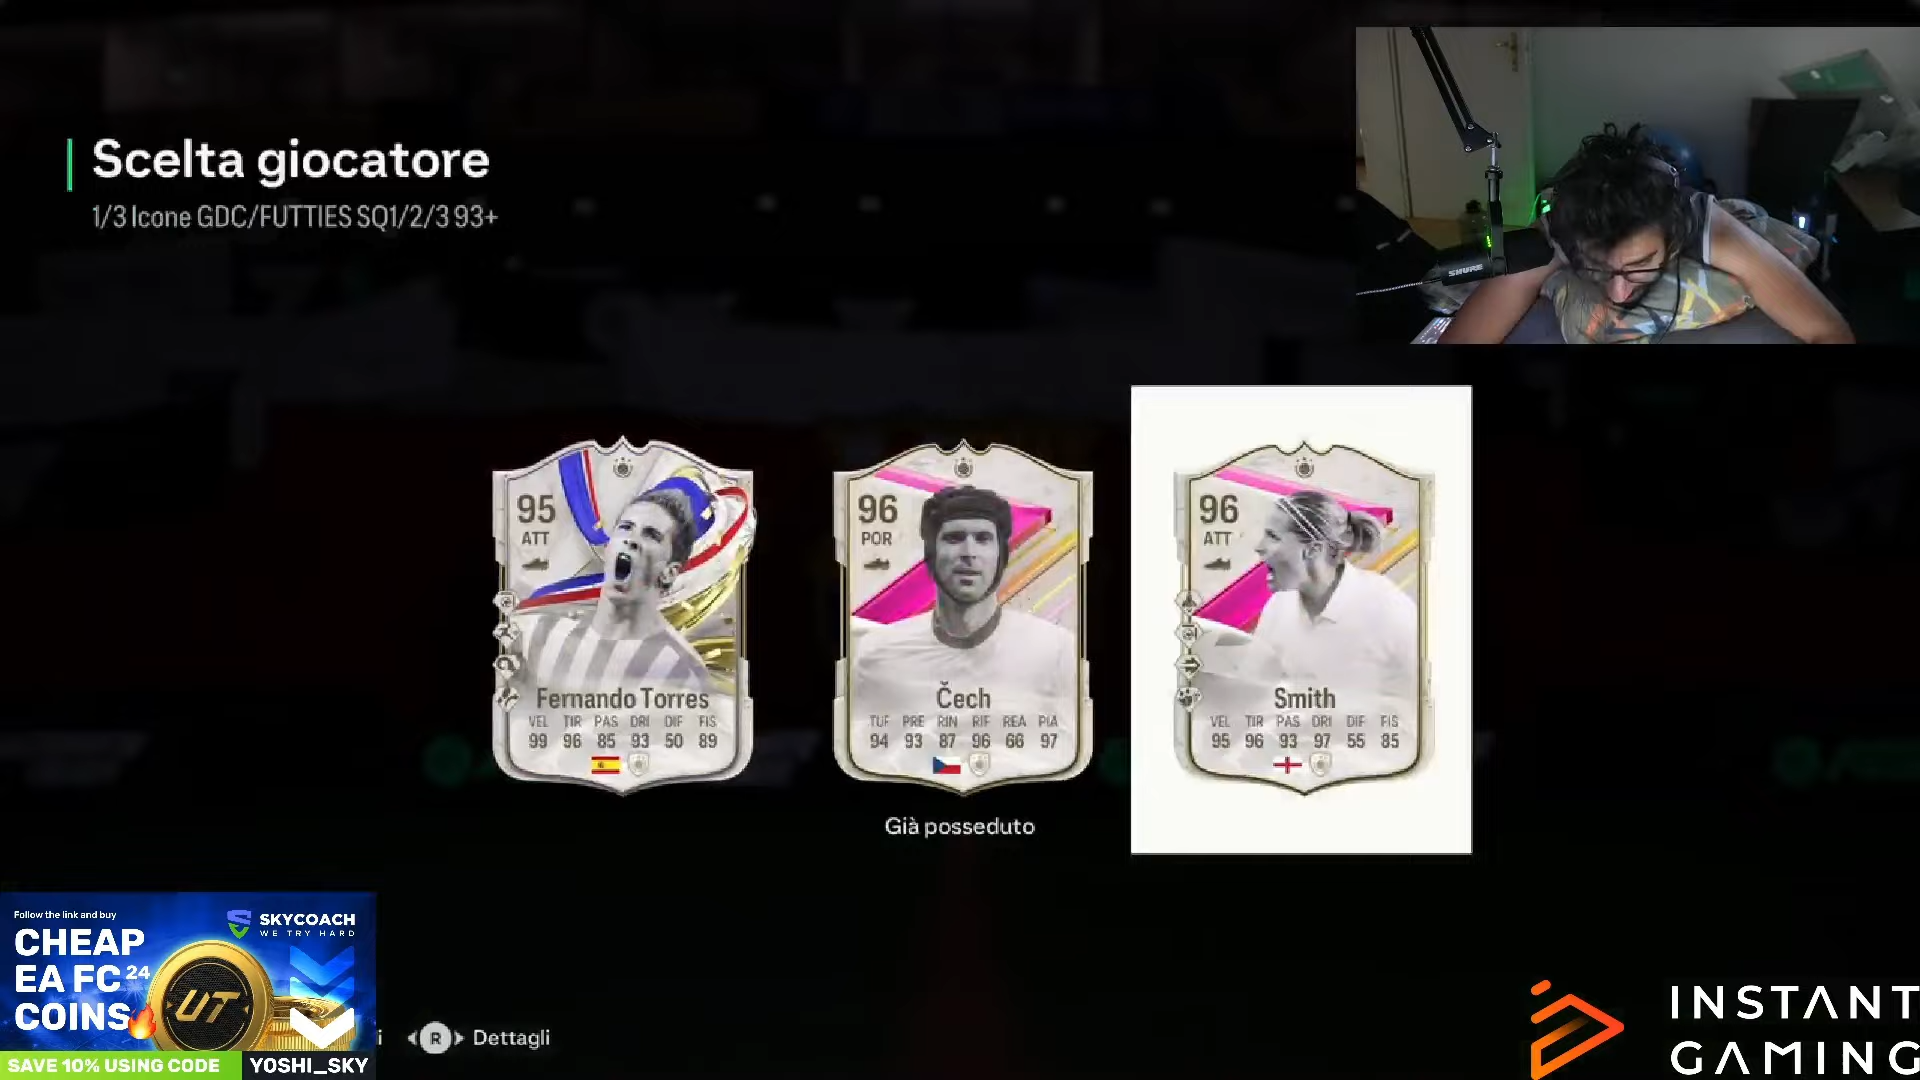 Scelta giocatore
1/3 Icone GDC/FUTTIES SQ1/2/3 93+
SHURE
95
ATT
Fernando Torres
VEL TIR PAS DRI DIF FIS
99 96 85 93 50 89
96
POR
Čech
TUF PRE RIN RIF REA PIA
94 93 87 96 66 97
Già posseduto
96
ATT
Smith
VEL TIR PAS DRI DIF FIS
95 96 93 97 55 85
Follow the link and buy
CHEAP
EA FC 24
COINS
SKYCOACH
WE TRY HARD
UT
SAVE 10% USING CODE
YOSHI_SKY
R Dettagli
INSTANT
GAMING